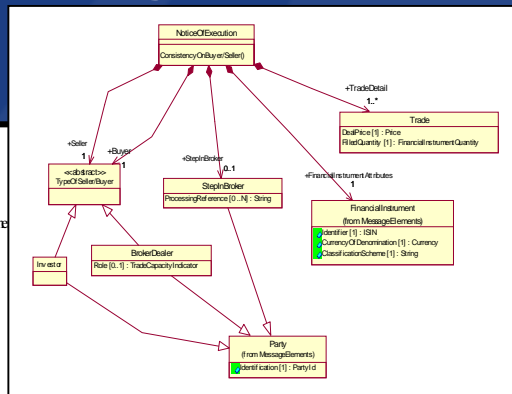 NoticeOfExecution
ConsistencyOnBuyer/Seller()
+TradeDetail
1..*
Trade
DealPrice [1] : Price
FilledQuantity [1] : FinancialInstrumentQuantity
+Seller
1
+Buyer
1
+StepInBroker
0..1
+FinancialInstrumentAttributes
1
<<abstract>>
TypeOfSeller/Buyer
StepInBroker
ProcessingReference [0...N] : String
FinancialInstrument
(from MessageElements)
Identifier [1] : ISIN
CurrencyOfDenomination [1] : Currency
ClassificationScheme [1] : String
re
Investor
BrokerDealer
Role [0..1] : TradeCapacityIndicator
Party
(from MessageElements)
Identification [1] : PartyId